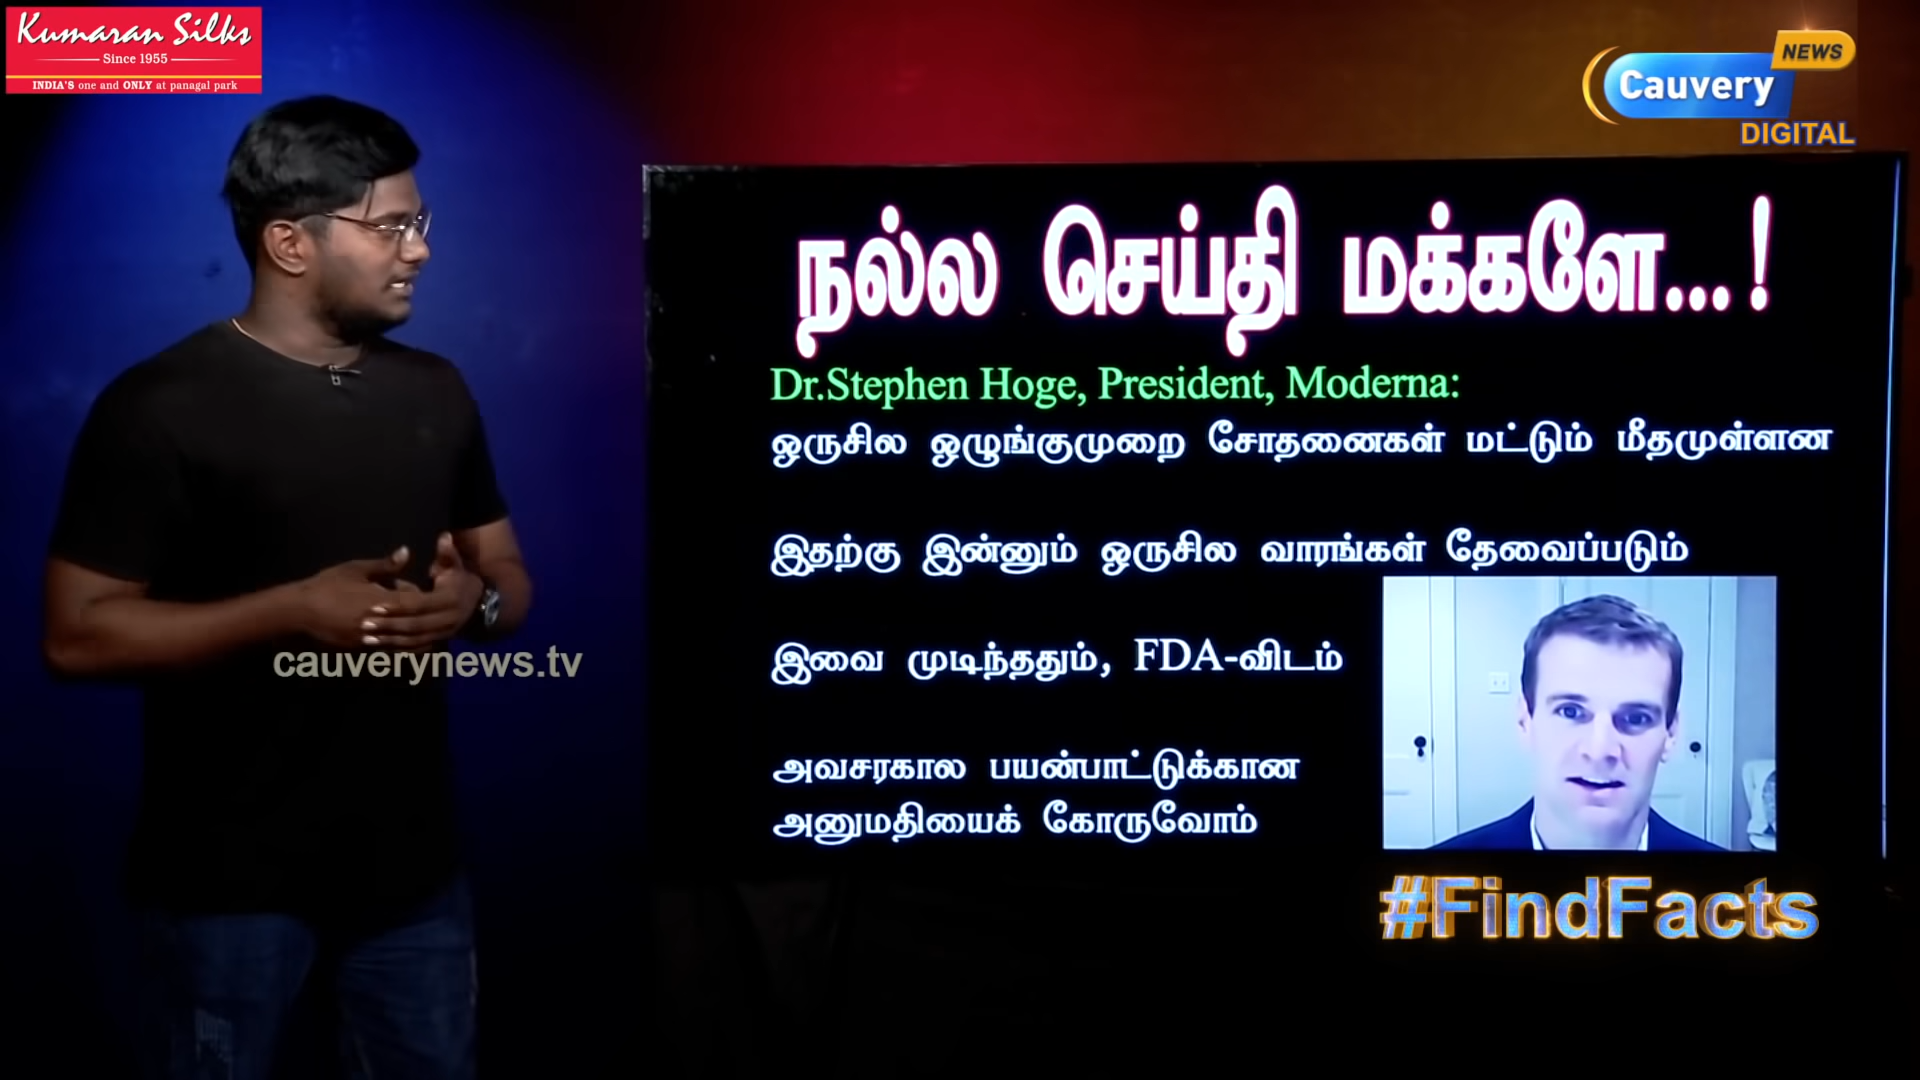 Kumaran Silks
Since 1955
INDIA'S one and ONLY at panagal park
NEWS
Cauvery
DIGITAL
நல்ல செய்தி மக்களே...!
Dr.Stephen Hoge, President, Moderna:
ஒருசில ஒழுங்குமுறை சோதனைகள் மட்டும் மீதமுள்ளன
இதற்கு இன்னும் ஒருசில வாரங்கள் தேவைப்படும்
இவை முடிந்ததும், FDA-விடம்
அவசரகால பயன்பாட்டுக்கான
அனுமதியைக் கோருவோம்
cauverynews.tv
#FindFacts